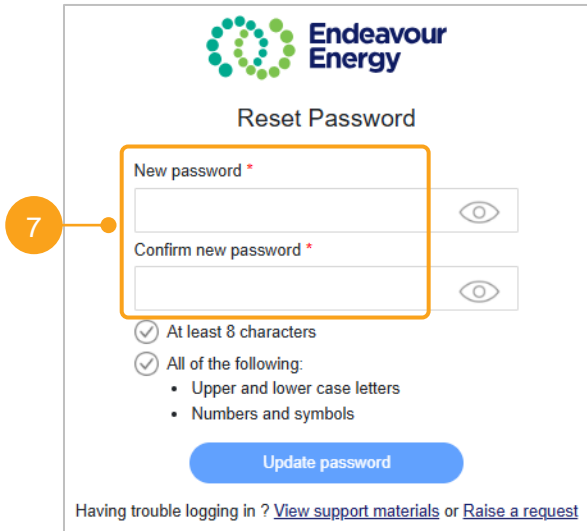 Endeavour
Energy
Reset Password
New password *
7
Confirm new password *
At least 8 characters
All of the following:
• Upper and lower case letters
• Numbers and symbols
Update password
Having trouble logging in ? View support materials or Raise a request